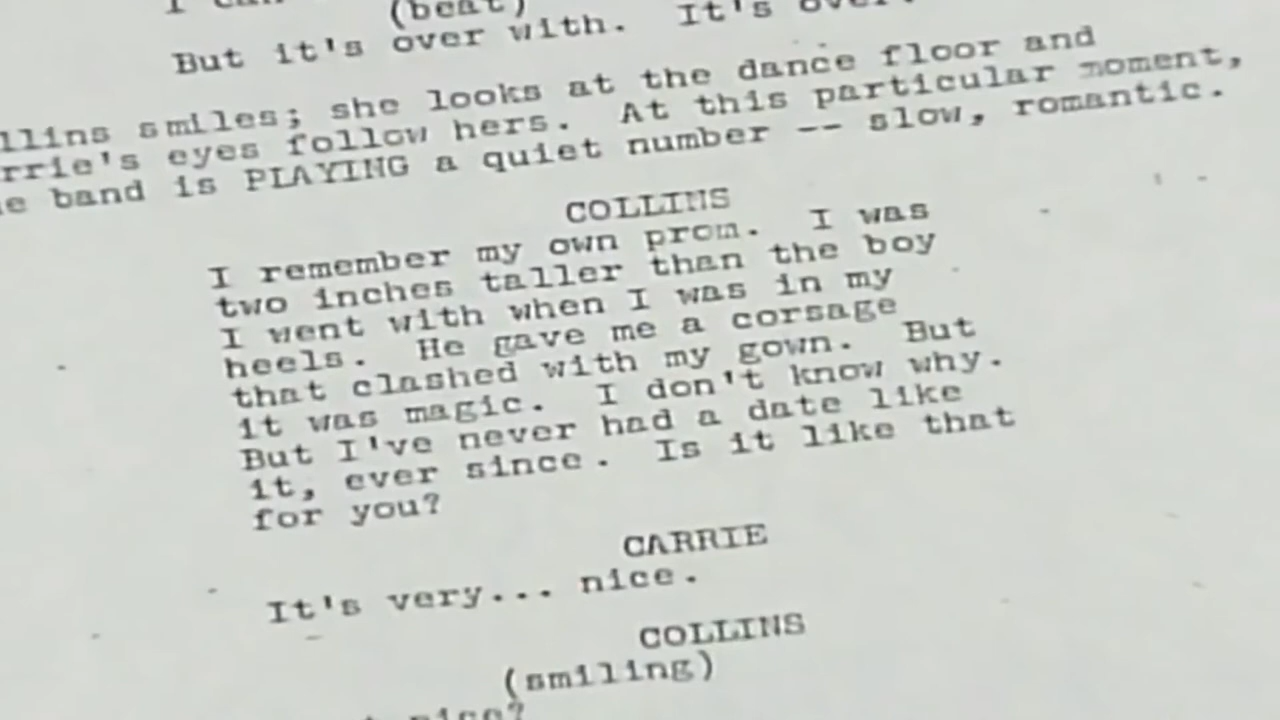 (beat)
But it's over with. It's over.
llins smiles; she looks at the dance floor and
rrie's eyes follow hers. At this particular moment,
e band is PLAYING a quiet number -- slow, romantic.
COLLINS
I remember my own prom. I was
two inches taller than the boy
I went with when I was in my
heels. He gave me a corsage
that clashed with my gown. But
it was magic. I don't know why.
But I've never had a date like
it, ever since. Is it like that
for you?
CARRIE
It's very... nice.
COLLINS
(smiling)
nice?